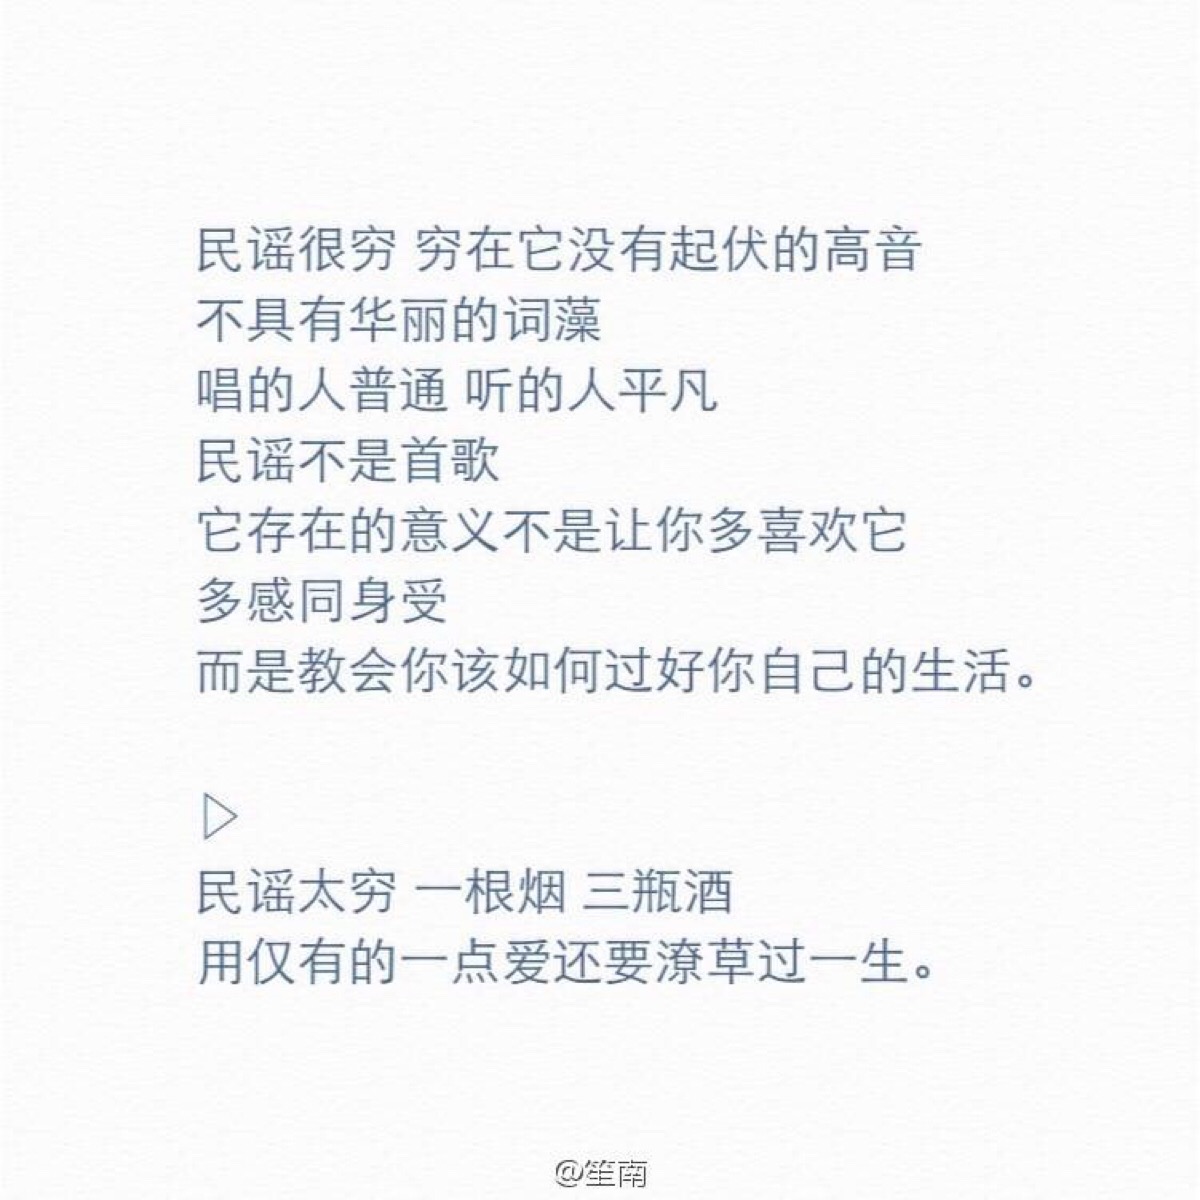 民谣很穷 穷在它没有起伏的高音
不具有华丽的词藻
唱的人普通 听的人平凡
民谣不是首歌
它存在的意义不是让你多喜欢它
多感同身受
而是教会你该如何过好你自己的生活。
▷
民谣太穷 一根烟 三瓶酒
用仅有的一点爱还要潦草过一生。
@笙南